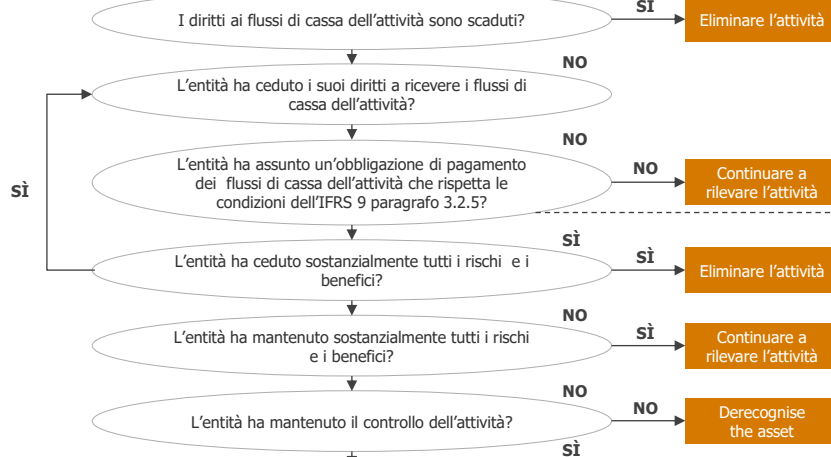 SÌ
I diritti ai flussi di cassa dell'attività sono scaduti?
Eliminare l'attività
NO
L'entità ha ceduto i suoi diritti a ricevere i flussi di
cassa dell'attività?
NO
L'entità ha assunto un'obbligazione di pagamento
dei flussi di cassa dell'attività che rispetta le
condizioni dell'IFRS 9 paragrafo 3.2.5?
NO
Continuare a
rilevare l'attività
SÌ
SÌ
L'entità ha ceduto sostanzialmente tutti i rischi e i
benefici?
SÌ
Eliminare l'attività
NO
L'entità ha mantenuto sostanzialmente tutti i rischi
e i benefici?
SÌ
Continuare a
rilevare l'attività
NO
L'entità ha mantenuto il controllo dell'attività?
NO
Derecognise
the asset
SÌ